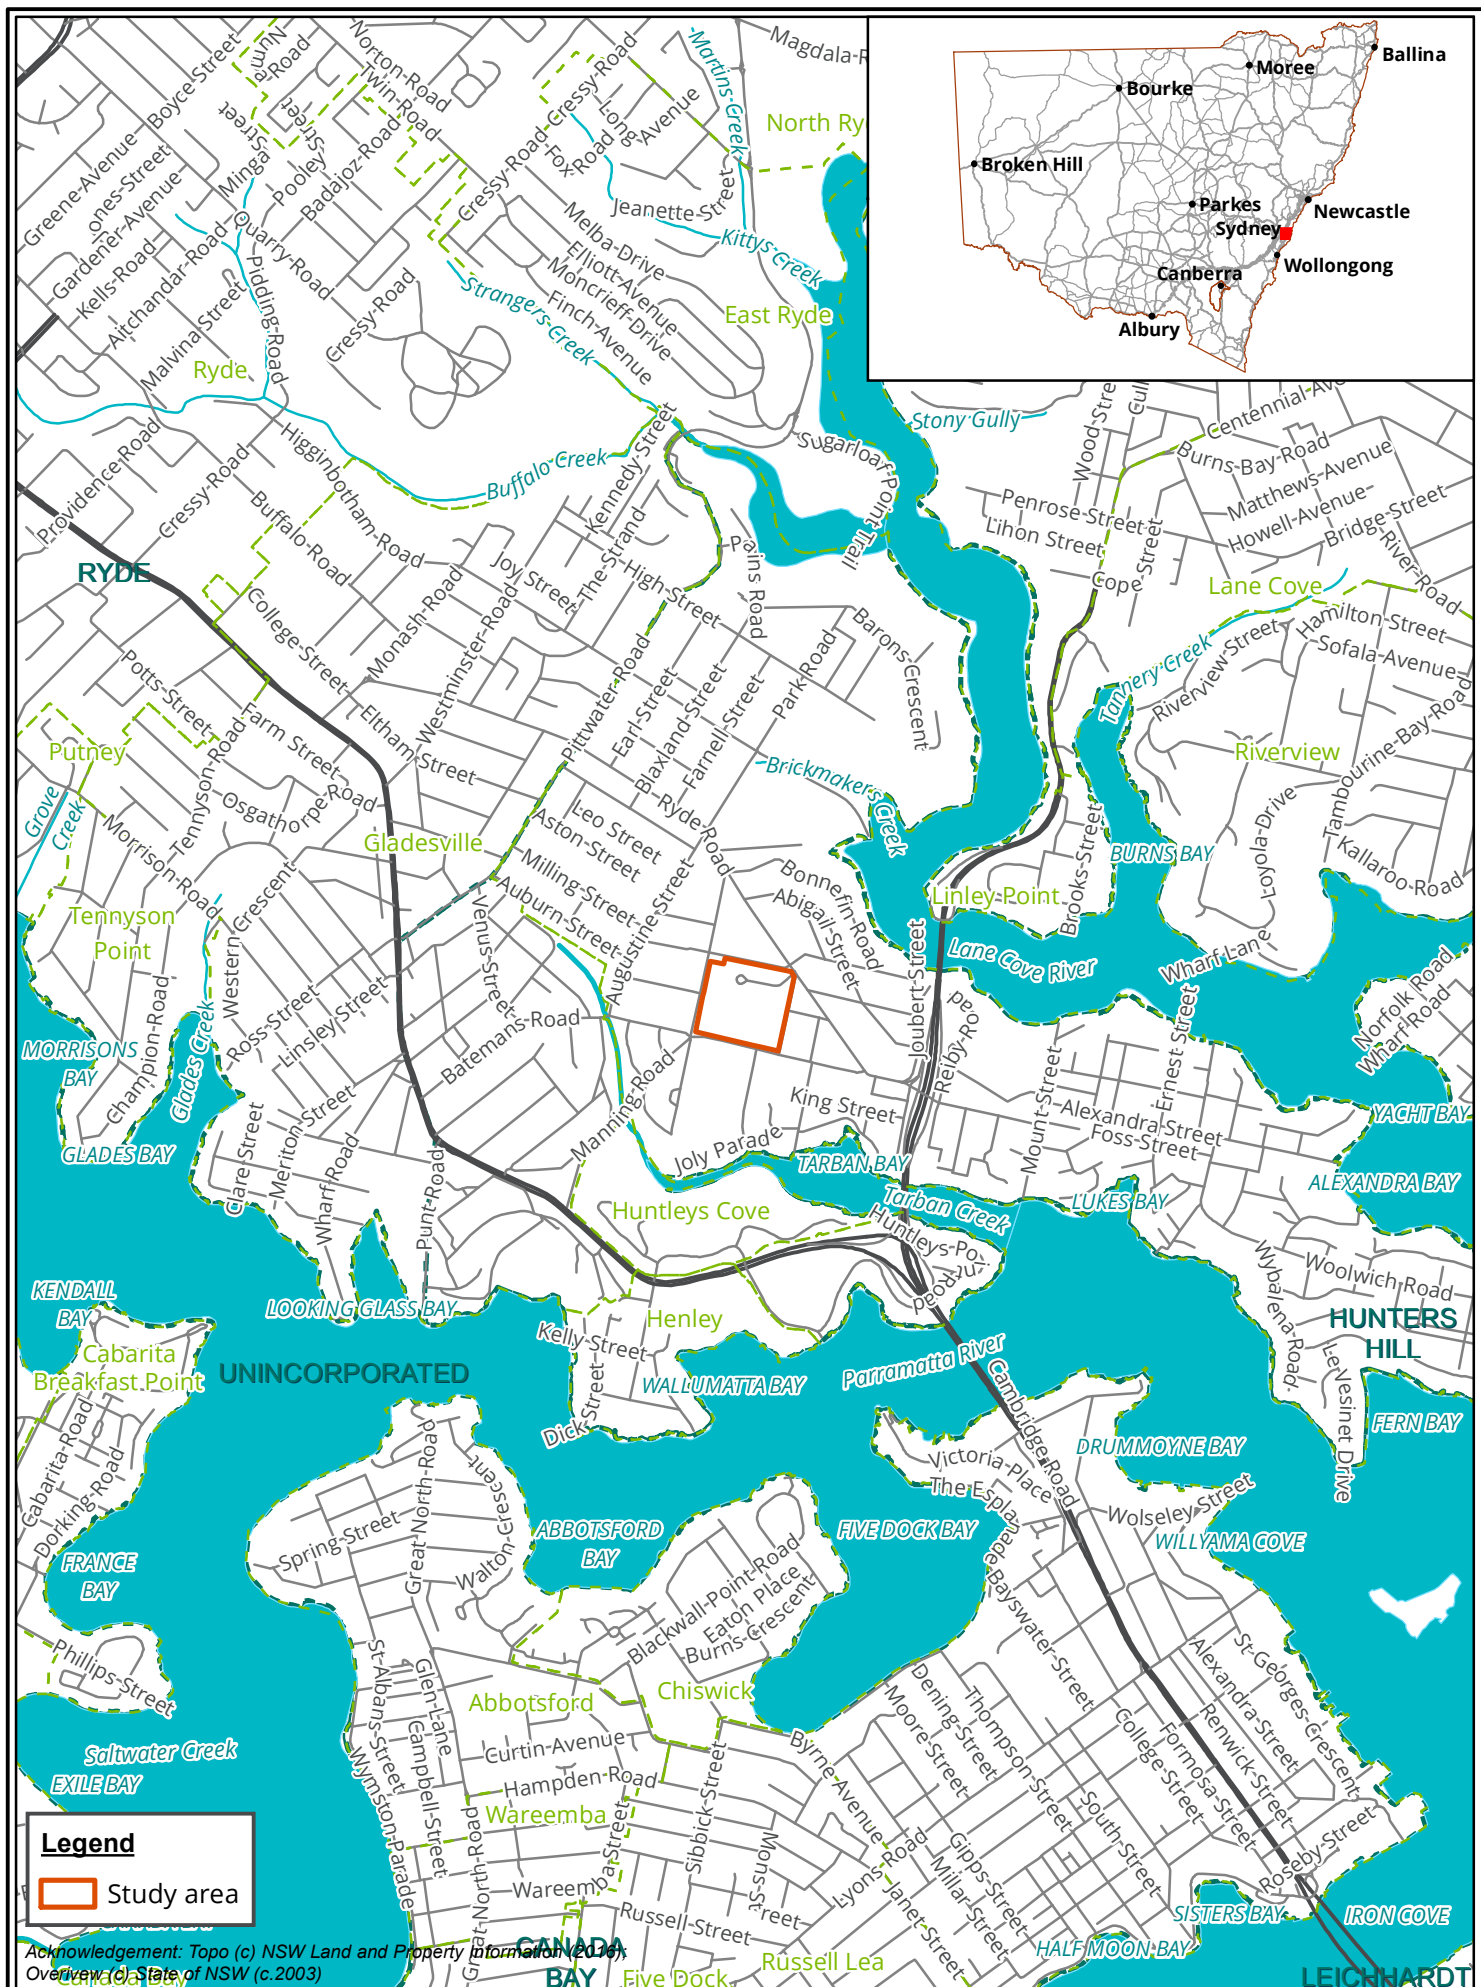 Ballina
Moree
Bourke
Broken Hill
Parkes
Newcastle
Sydney
Wollongong
Canberra
Albury
Norton-Road
Twin-Road
Boyce-Street
Greene-Avenue
Jones-Street
Gardener-Avenue
Kells-Road
Aitchandar-Road
Malvina-Street
Minga
Street
Pooley
Street
Badajoz-Road
Quarry-Road
Pidding-Road
Cressy-Road
Cressy-Road
Cressy-Road
Long
Avenue
Fox
Road
Martins-Creek
North Ry
Jeanette-Street
Kittys-Creek
Melba-Drive
Elliott-Avenue
Moncrieff-Drive
Finch-Avenue
Strangers-Creek
East Ryde
Ryde
Stony-Gully
Wood-Stre
Centennial-Av
Burns-Bay-Road
Matthews-Avenue
Howell-Avenue
Bridge-Street
River-Road
Penrose-Street
Lihon Street
Cope-Street
Lane Cove
Hamilton-Street
Sofala-Avenue
Tannery-Creek
Riverview-Street
Riverview
Tambourine-Bay-Road
Kallaroo-Road
Loyola-Drive
Providence-Road
Cressy-Road
Higginbotham-Road
Buffalo-Road
Buffalo-Creek
Kennedy-Street
The-Strand
Joy-Street
High-Street
Pains Road
Sugarloaf-Point
Trail
Barons-Crescent
Park-Road
RYDE
College-Street
Monash-Road
Westminster-Road
Pittwater-Road
Earl-Street
Blaxland-Street
Farnell-Street
Potts-Street
Farm Street
Eltham-Street
Putney
Tennyson-Road
Osgathorpe-Road
Grove
Creek
Morrison-Road
Gladesville
Leo Street
Aston-Street
Milling-Street
Auburn-Street
Augustine-Street
Ryde-Road
Brickmakers-Creek
Bonnefin-Road
Abigail-Street
Linley Point
Brooks-Street
BURNS BAY
Tennyson
Point
Western
Crescent
Venus-Street
Ross-Street
Linsley-Street
Batemans-Road
Joubert-Street
Lane Cove River
Wharf-Lane
Reiby-Road
Norfolk Road
Wharf-Road
MORRISONS
BAY
Champion-Road
Glades Creek
Meriton-Street
Clare-Street
GLADES BAY
Wharf-Road
Punt-Road
Manning-Road
King Street
Joly Parade
TARBAN BAY
Tarban Creek
Mount-Street
Ernest-Street
Alexandra-Street
Foss-Street
YACHT BAY
ALEXANDRA BAY
LUKES BAY
Huntleys Cove
Wybalena-Road
Woolwich-Road
HUNTERS
HILL
KENDALL
BAY
LOOKING GLASS BAY
Henley
Kelly-Street
Dick-Street
Cabarita
Breakfast Point
UNINCORPORATED
WALLUMATTA BAY
Parramatta River
Le Vesinet Drive
FERN BAY
Cambridge-Road
Cabarita-Road
Dorking-Road
Great-North-Road
Walton-Crescent
Spring-Street
ABBOTSFORD
BAY
FIVE DOCK BAY
DRUMMOYNE BAY
Victoria-Place
The Esplanade
Wolseley Street
WILLYAMA COVE
FRANCE
BAY
Blackwall-Point-Road
Eaton Place
Burns-Crescent
Bayswater-Street
Phillips-Street
St-Albans-Street
Glen-Lane
Campbell-Street
Wymston-Parade
Abbotsford
Chiswick
Curtin-Avenue
Hampden-Road
Wareemba
Wareemba-Street
Sibbick-Street
Byrne-Avenue
Moore-Street
Dening-Street
Thompson-Street
College-Street
Formosa-Street
Renwick-Street
Alexandra-Street
St-Georges-Crescent
Saltwater Creek
EXILE BAY
South-Street
Gipps-Street
Millar-Street
Janet-Street
Lyons-Road
Roseby-Street
Russell-Street
Great-North-Road
SISTERS BAY
IRON COVE
HALF MOON BAY
Russell Lea
CANADA
BAY
Five Dock
LEICHHARDT
Legend
Study area
Acknowledgement: Topo (c) NSW Land and Property Information (2016);
Overivew (c) State of NSW (c.2003)
Canada Bay